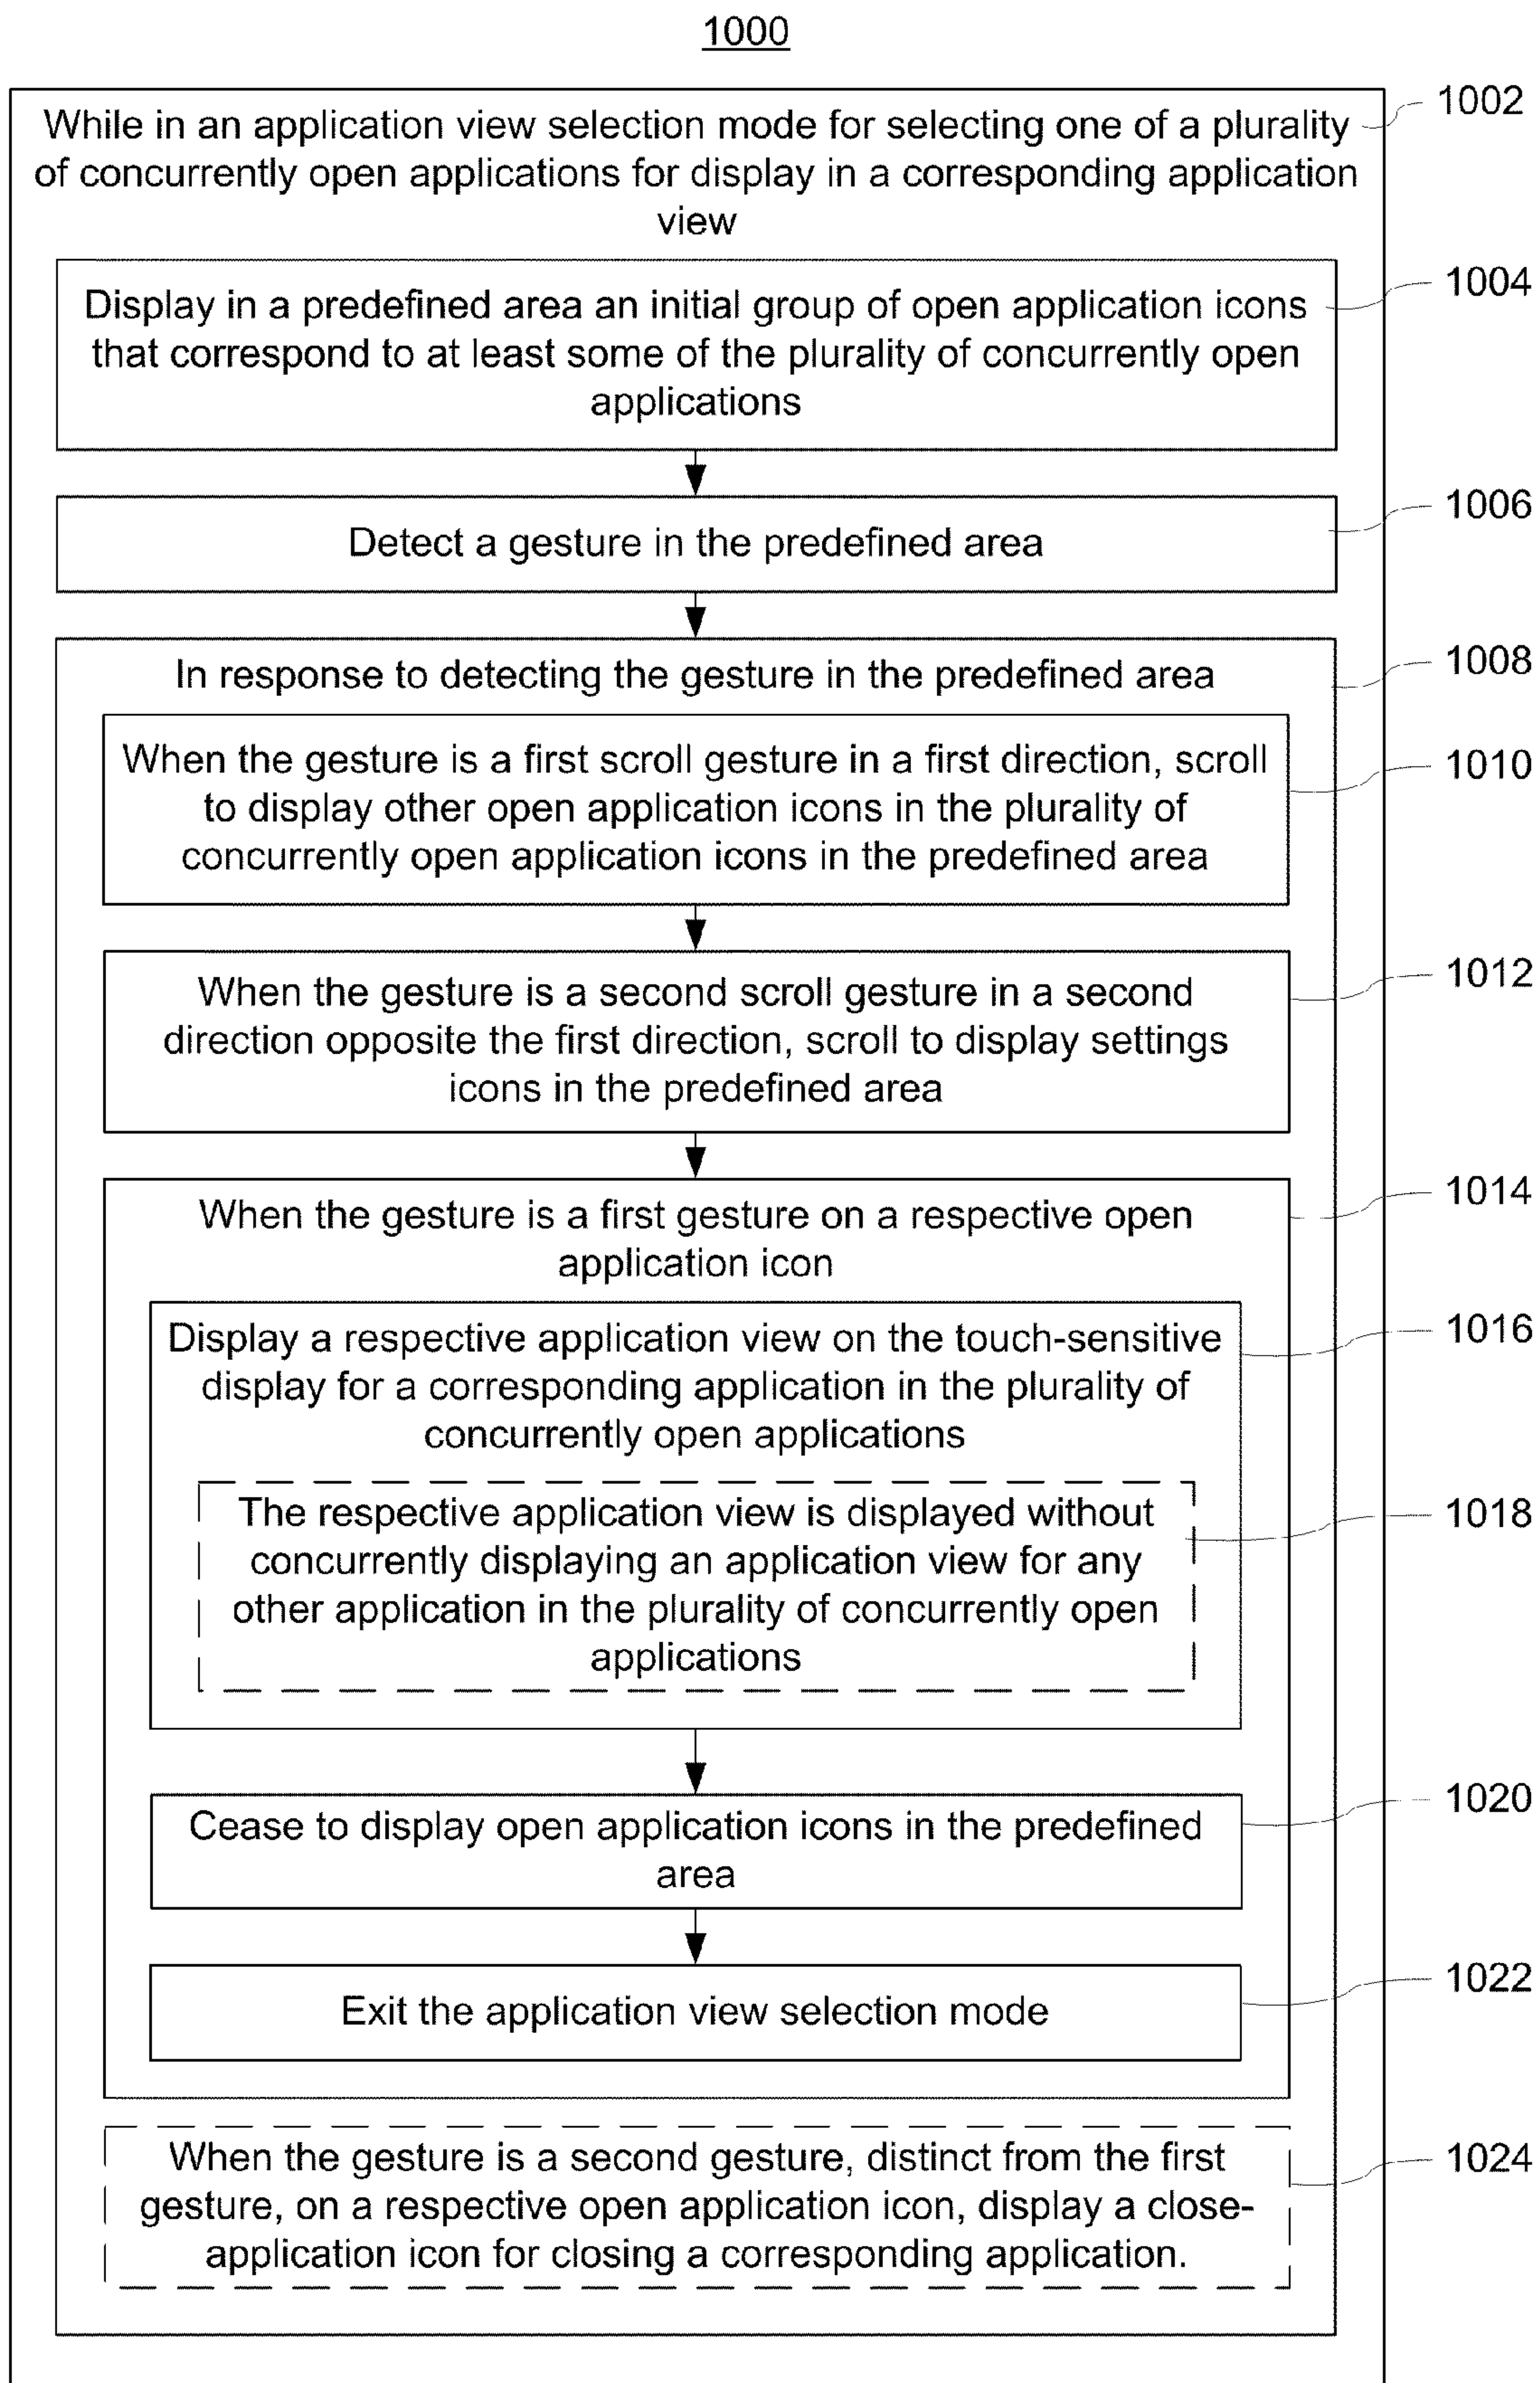 1000
While in an application view selection mode for selecting one of a plurality
of concurrently open applications for display in a corresponding application
view
1002
Display in a predefined area an initial group of open application icons
that correspond to at least some of the plurality of concurrently open
applications
1004
Detect a gesture in the predefined area
1006
In response to detecting the gesture in the predefined area
1008
When the gesture is a first scroll gesture in a first direction, scroll
to display other open application icons in the plurality of
concurrently open application icons in the predefined area
1010
When the gesture is a second scroll gesture in a second
direction opposite the first direction, scroll to display settings
icons in the predefined area
1012
When the gesture is a first gesture on a respective open
application icon
1014
Display a respective application view on the touch-sensitive
display for a corresponding application in the plurality of
concurrently open applications
1016
The respective application view is displayed without
concurrently displaying an application view for any
other application in the plurality of concurrently open
applications
1018
Cease to display open application icons in the predefined
area
1020
Exit the application view selection mode
1022
When the gesture is a second gesture, distinct from the first
gesture, on a respective open application icon, display a close-
application icon for closing a corresponding application.
1024